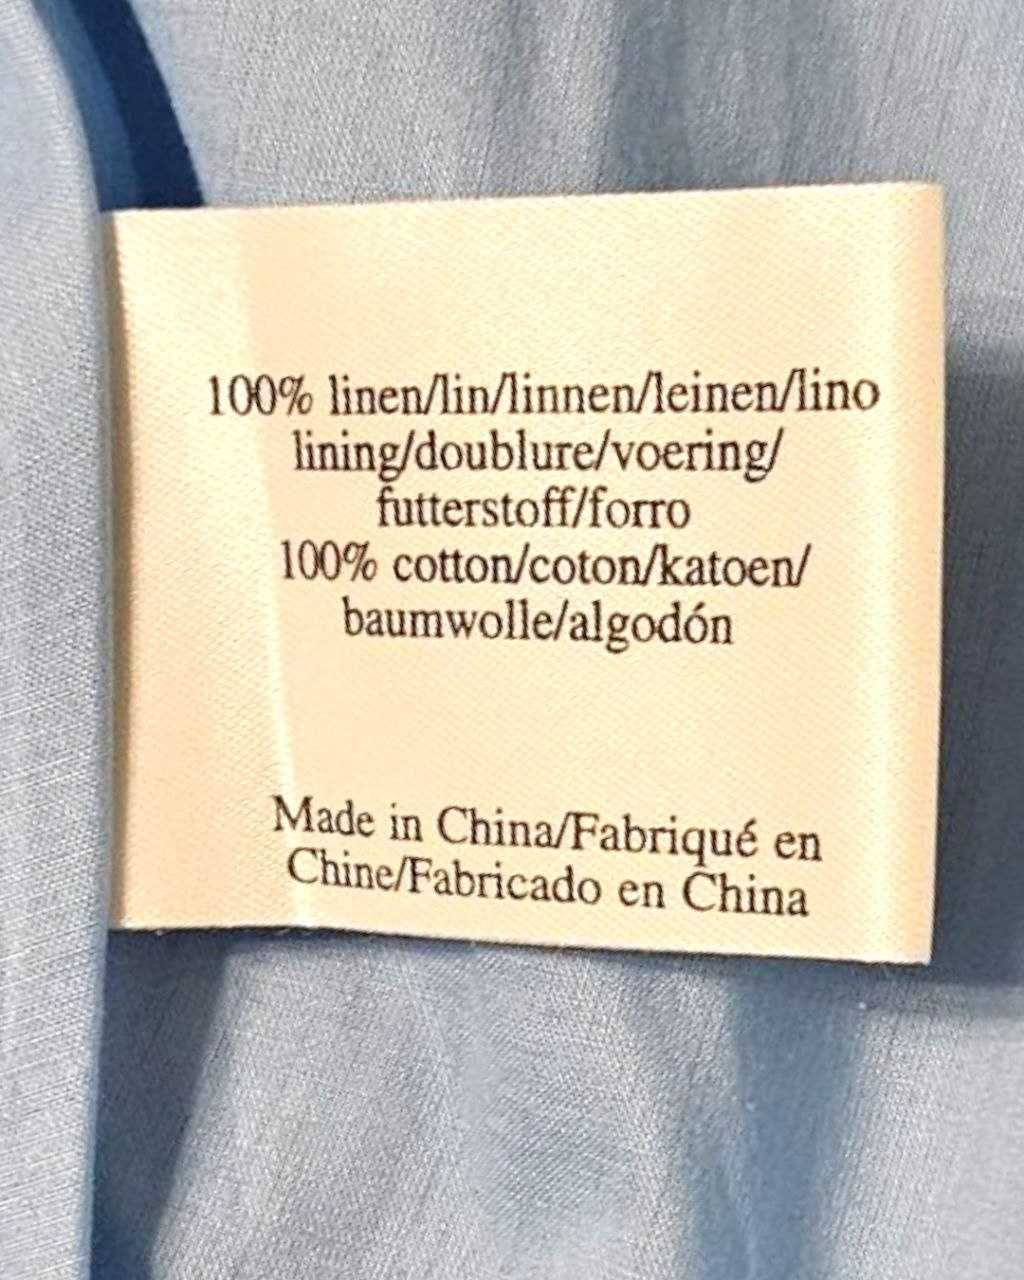 100% linen/lin/linnen/leinen/lino
lining/doublure/voering/
futterstoff/forro
100% cotton/coton/katoen/
baumwolle/algodón
Made in China/Fabriqué en
Chine/Fabricado en China